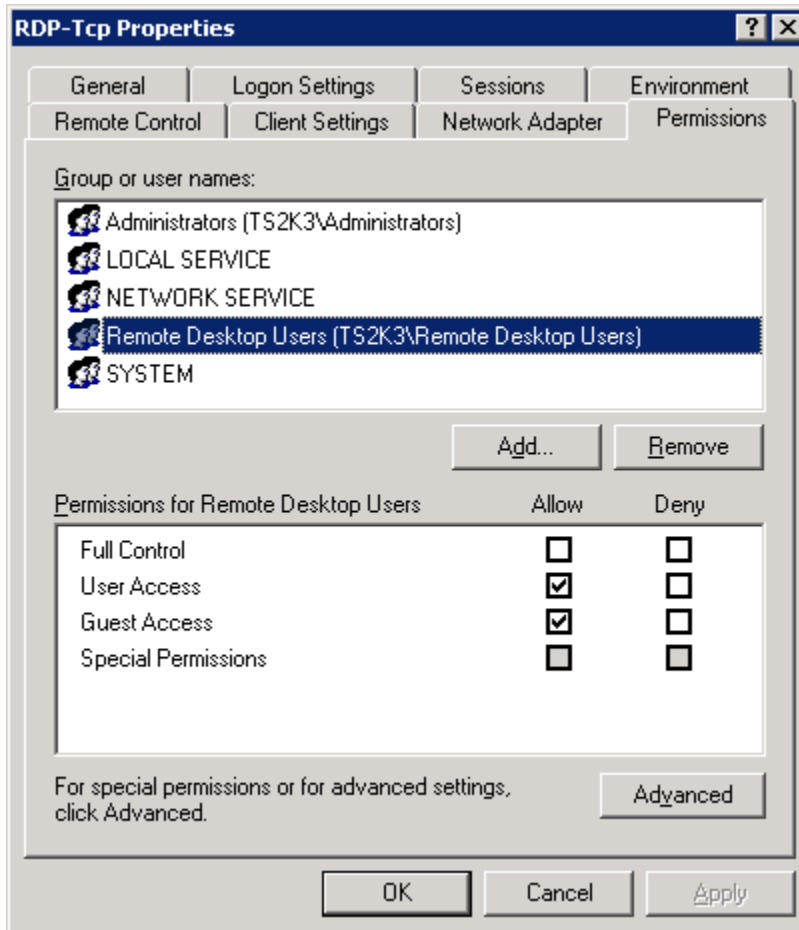 RDP-Tcp Properties
General Logon Settings Sessions Environment
Remote Control Client Settings Network Adapter Permissions
Group or user names:
Administrators (TS2K3\Administrators)
LOCAL SERVICE
NETWORK SERVICE
Remote Desktop Users (TS2K3\Remote Desktop Users)
SYSTEM
Add... Remove
Permissions for Remote Desktop Users Allow Deny
Full Control
User Access
Guest Access
Special Permissions
For special permissions or for advanced settings,
click Advanced.
Advanced
OK Cancel Apply